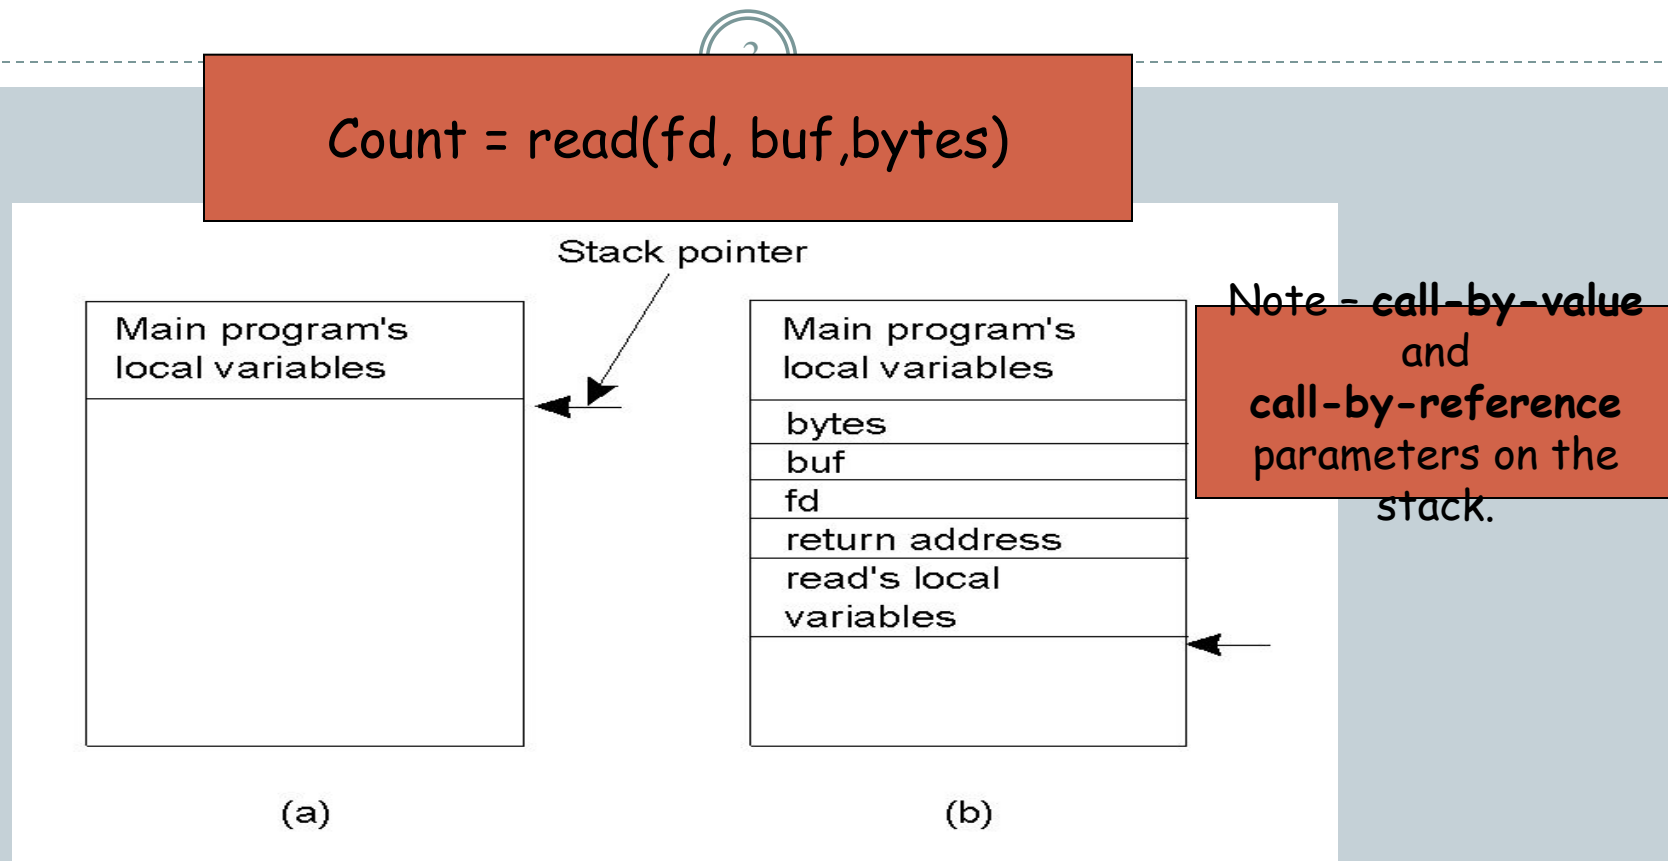 Count = read(fd, buf,bytes)
Stack pointer
Main program's
local variables
(a)
Main program's
local variables
bytes
buf
fd
return address
read's local
variables
(b)
Note – call-by-value
and
call-by-reference
parameters on the
stack.